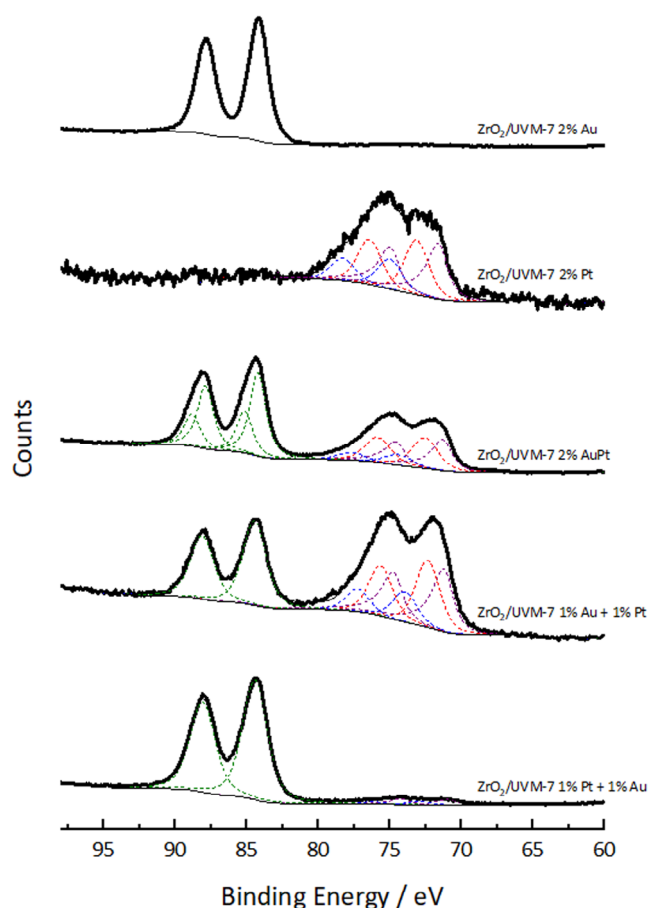 ZrO₂/UVM-7 2% Au
ZrO₂/UVM-7 2% Pt
ZrO₂/UVM-7 2% AuPt
ZrO₂/UVM-7 1% Au + 1% Pt
ZrO₂/UVM-7 1% Pt + 1% Au
Counts
95 90 85 80 75 70 65 60
Binding Energy / eV